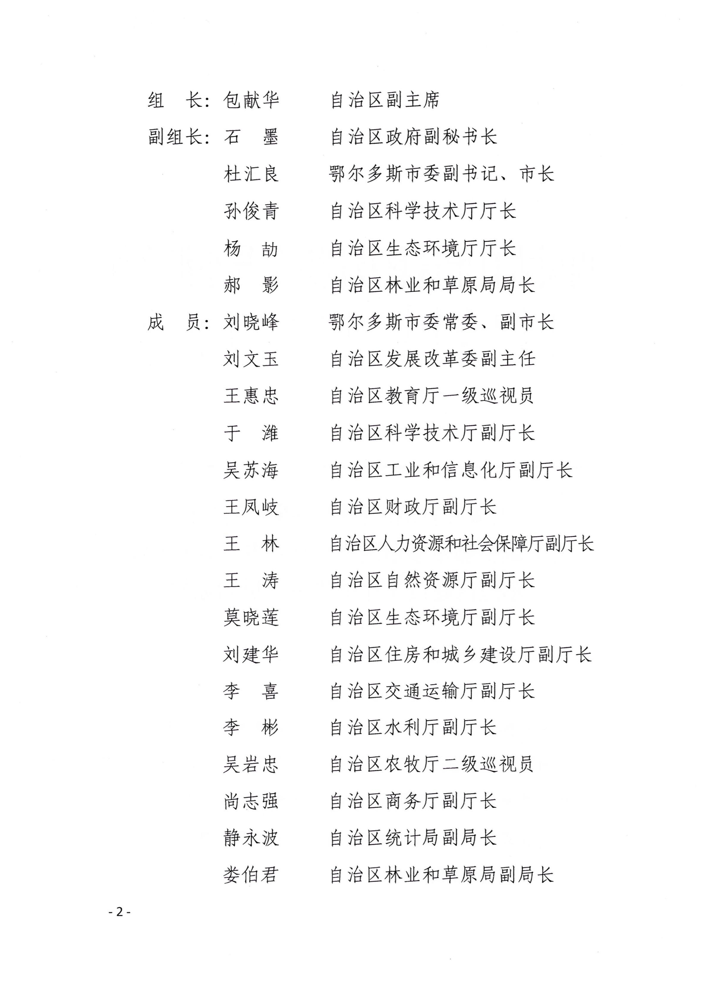 组　长：包献华　　自治区副主席
副组长：石　墨　　自治区政府副秘书长
杜汇良　　鄂尔多斯市委副书记、市长
孙俊青　　自治区科学技术厅厅长
杨　劼　　自治区生态环境厅厅长
郝　影　　自治区林业和草原局局长
成　员：刘晓峰　　鄂尔多斯市委常委、副市长
刘文玉　　自治区发展改革委副主任
王惠忠　　自治区教育厅一级巡视员
于　潍　　自治区科学技术厅副厅长
吴苏海　　自治区工业和信息化厅副厅长
王凤岐　　自治区财政厅副厅长
王　林　　自治区人力资源和社会保障厅副厅长
王　涛　　自治区自然资源厅副厅长
莫晓莲　　自治区生态环境厅副厅长
刘建华　　自治区住房和城乡建设厅副厅长
李　喜　　自治区交通运输厅副厅长
李　彬　　自治区水利厅副厅长
吴岩忠　　自治区农牧厅二级巡视员
尚志强　　自治区商务厅副厅长
静永波　　自治区统计局副局长
娄伯君　　自治区林业和草原局副局长
- 2 -